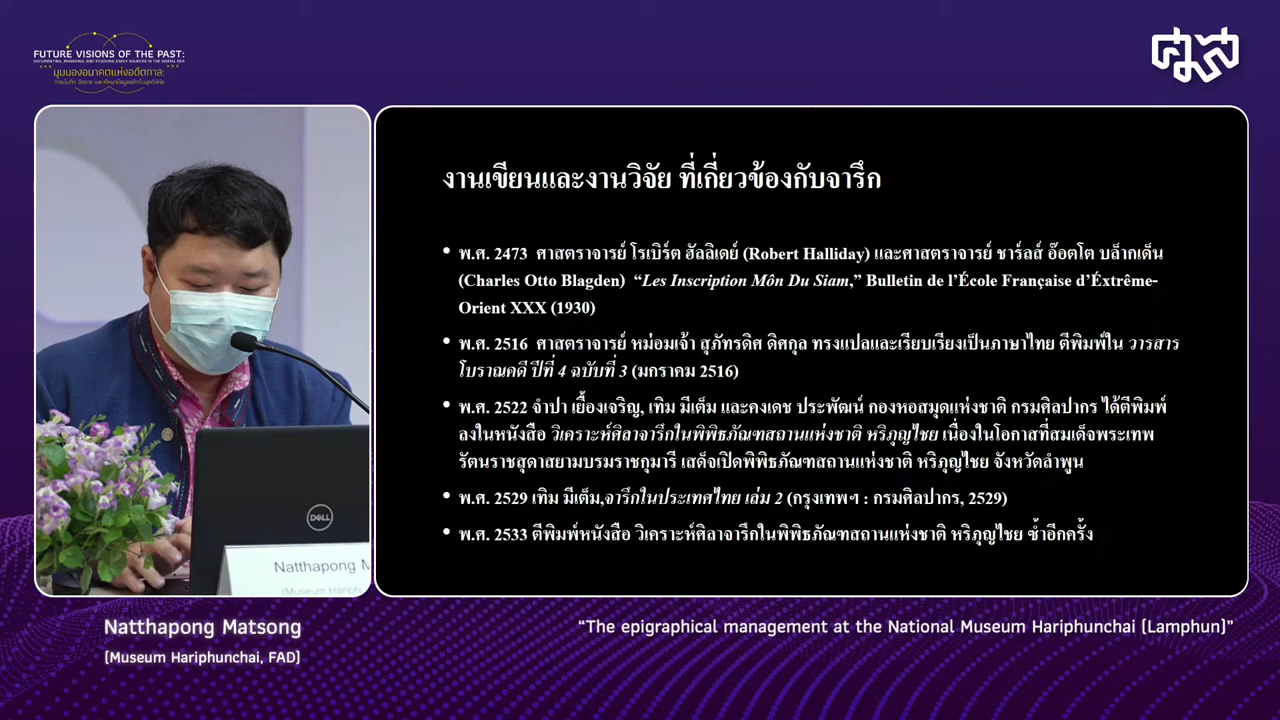 FUTURE VISIONS OF THE PAST:
DOCUMENTING, MANAGING, AND STUDYING EARLY SOURCES IN THE DIGITAL ERA
มุมมองอนาคตแห่งอดีตกาล:
ศมส
งานเขียนและงานวิจัย ที่เกี่ยวข้องกับจารึก
• พ.ศ. 2473 ศาสตราจารย์ โรเบิร์ต ฮัลลิเดย์ (Robert Halliday) และศาสตราจารย์ ชาร์ลส์ อ๊อตโต บล็ากเด็น
(Charles Otto Blagden) “Les Inscription Môn Du Siam,” Bulletin de l’École Française d’Éxtrême-
Orient XXX (1930)
• พ.ศ. 2516 ศาสตราจารย์ หม่อมเจ้า สุภัทรดิศ ดิศกุล ทรงแปลและเรียบเรียงเป็นภาษาไทย ตีพิมพ์ใน วารสาร
โบราณคดี ปีที่ 4 ฉบับที่ 3 (มกราคม 2516)
• พ.ศ. 2522 จำปา เยื้องเจริญ, เทิม มีเต็ม และคงเดช ประพัฒน์ กองหอสมุดแห่งชาติ กรมศิลปากร ได้ตีพิมพ์
ลงในหนังสือ วิเคราะห์ศิลาจารึกในพิพิธภัณฑสถานแห่งชาติ หริภุญไชย เนื่องในโอกาสที่สมเด็จพระเทพ
รัตนราชสุดาสยามบรมราชกุมารี เสด็จเปิดพิพิธภัณฑสถานแห่งชาติ หริภุญไชย จังหวัดลำพูน
• พ.ศ. 2529 เทิม มีเต็ม,จารึกในประเทศไทย เล่ม 2 (กรุงเทพฯ : กรมศิลปากร, 2529)
• พ.ศ. 2533 ตีพิมพ์หนังสือ วิเคราะห์ศิลาจารึกในพิพิธภัณฑสถานแห่งชาติ หริภุญไชย ซ้ำอีกครั้ง
DELL
Natthapong M
Natthapong Matsong
(Museum Hariphunchai, FAD)
“The epigraphical management at the National Museum Hariphunchai (Lamphun)”